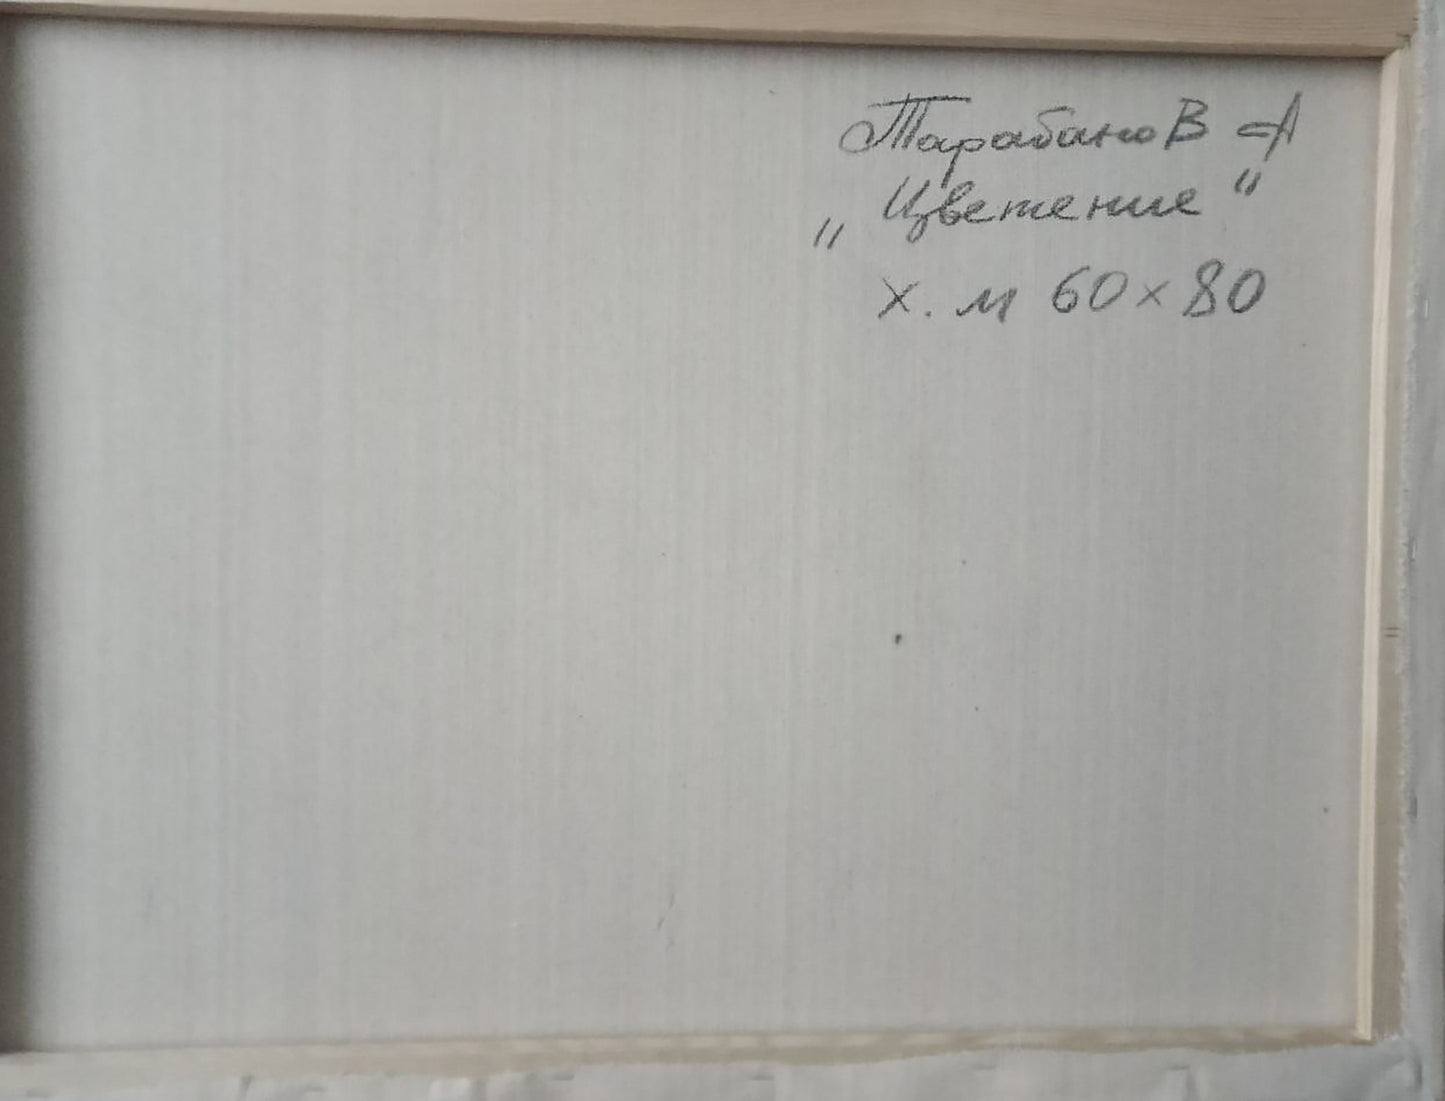 Тарабанов А
„Цветение"
х. м 60×80